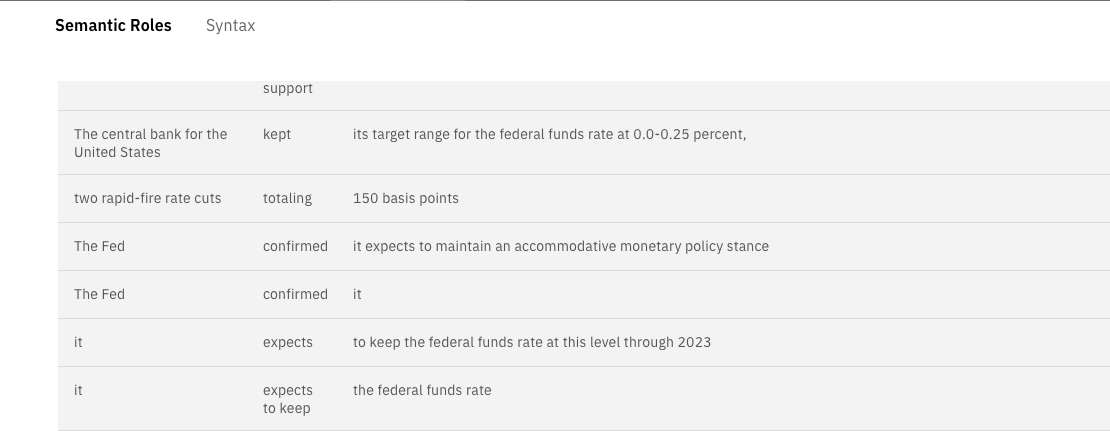 Semantic Roles Syntax
support
The central bank for the kept its target range for the federal funds rate at 0.0-0.25 percent,
United States
two rapid-fire rate cuts totaling 150 basis points
The Fed confirmed it expects to maintain an accommodative monetary policy stance
The Fed confirmed it
it expects to keep the federal funds rate at this level through 2023
it expects the federal funds rate
to keep